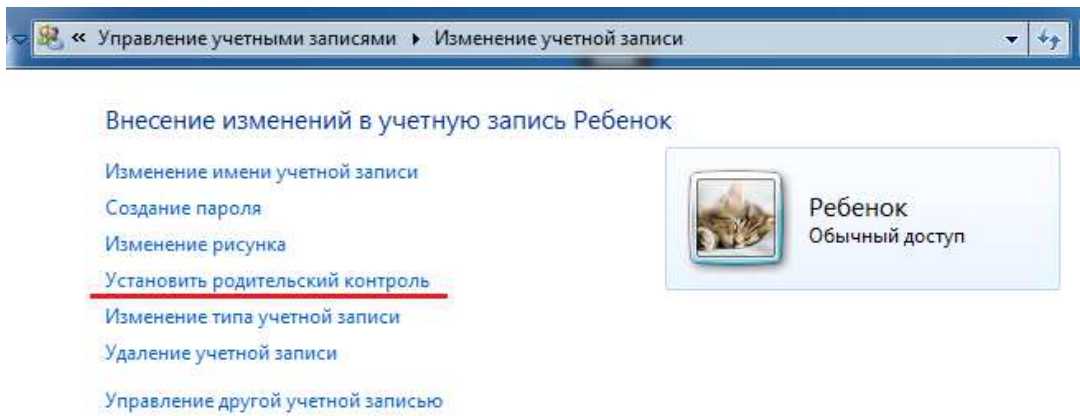 « Управление учетными записями ▸ Изменение учетной записи
Внесение изменений в учетную запись Ребенок
Изменение имени учетной записи
Создание пароля
Изменение рисунка
Установить родительский контроль
Изменение типа учетной записи
Удаление учетной записи
Управление другой учетной записью
Ребенок
Обычный доступ